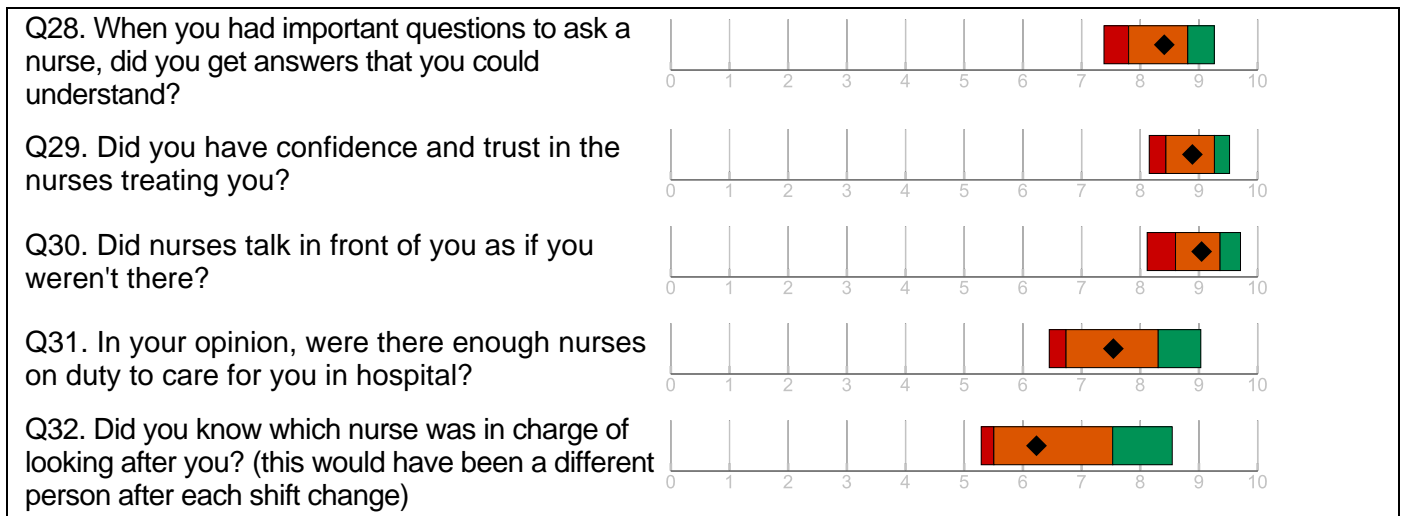 Q28. When you had important questions to ask a
nurse, did you get answers that you could
understand?
0 1 2 3 4 5 6 7 8 9 10
Q29. Did you have confidence and trust in the
nurses treating you?
0 1 2 3 4 5 6 7 8 9 10
Q30. Did nurses talk in front of you as if you
weren't there?
0 1 2 3 4 5 6 7 8 9 10
Q31. In your opinion, were there enough nurses
on duty to care for you in hospital?
0 1 2 3 4 5 6 7 8 9 10
Q32. Did you know which nurse was in charge of
looking after you? (this would have been a different
person after each shift change)
0 1 2 3 4 5 6 7 8 9 10